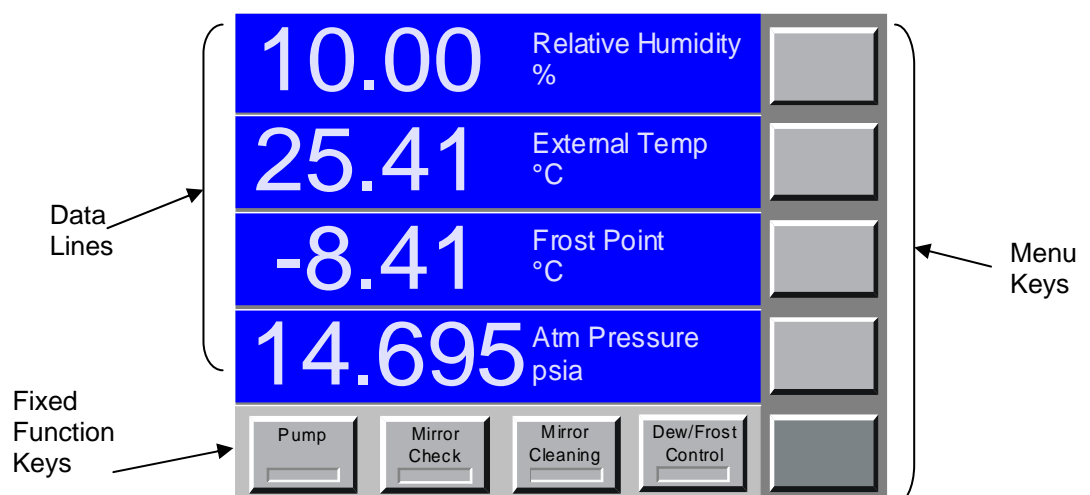 10.00
Relative Humidity
%
25.41
External Temp
°C
Data
Lines
-8.41
Frost Point
°C
Menu
Keys
14.695
Atm Pressure
psia
Fixed
Function
Keys
Pump
Mirror
Check
Mirror
Cleaning
Dew/Frost
Control